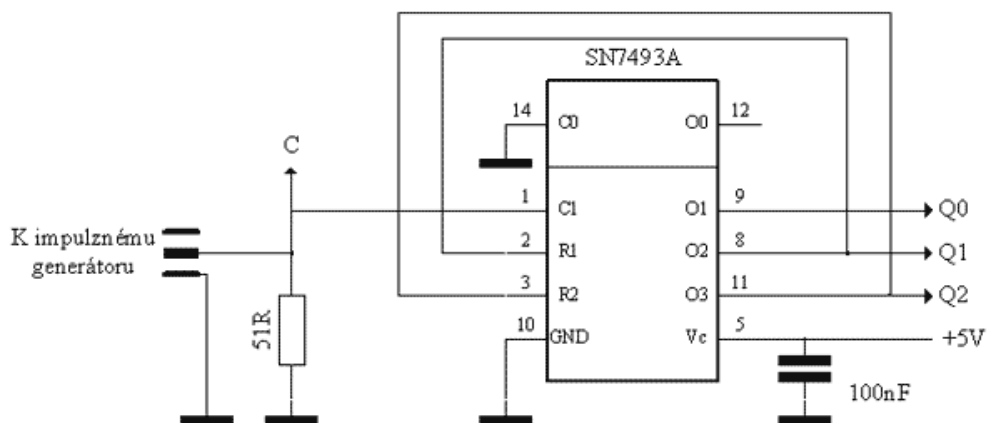 SN7493A
14
C0
O0
12
C
1
C1
O1
9
Q0
K impulznému
generátoru
2
R1
O2
8
Q1
3
R2
O3
11
Q2
51R
10
GND
Vc
5
+5V
100nF